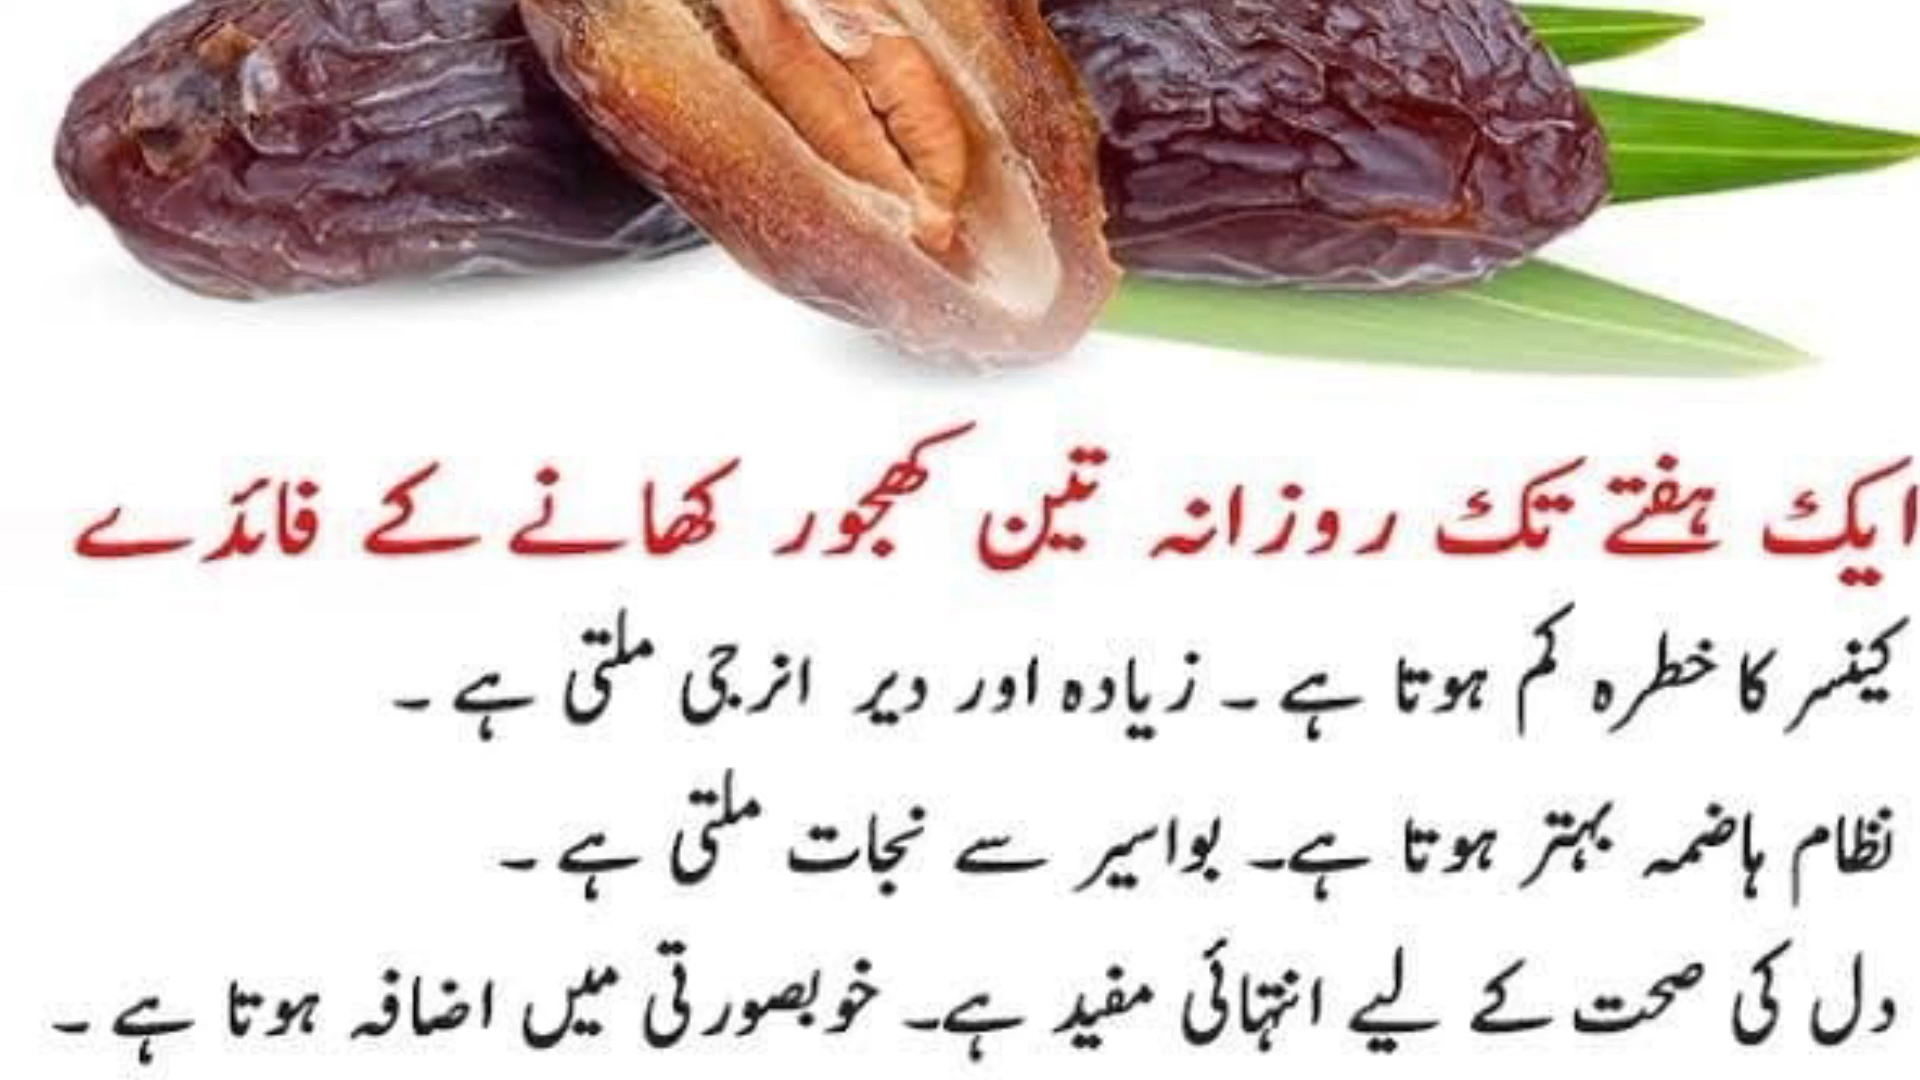 ایک ہفتے تک روزانہ تین کھجور کھانے کے فائدے
کینسر کا خطرہ کم ہوتا ہے ۔ زیادہ اور دیر انرجی ملتی ہے ۔
نظام ہاضمہ بہتر ہوتا ہے۔ بواسیر سے نجات ملتی ہے ۔
دل کی صحت کے لیے انتہائی مفید ہے۔ خوبصورتی میں اضافہ ہوتا ہے ۔